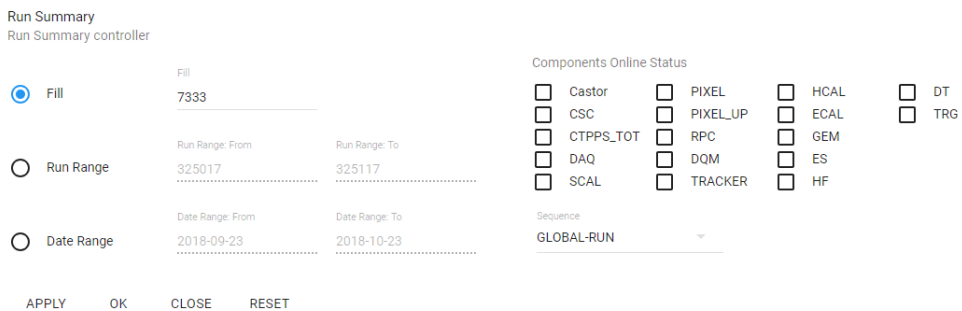 Run Summary
Run Summary controller
Components Online Status
Fill
Fill
7333
Castor PIXEL HCAL DT
CSC PIXEL_UP ECAL TRG
CTPPS_TOT RPC GEM
DAQ DQM ES
SCAL TRACKER HF
Run Range
Run Range: From Run Range: To
325017 325117
Date Range
Date Range: From Date Range: To
2018-09-23 2018-10-23
Sequence
GLOBAL-RUN
APPLY OK CLOSE RESET